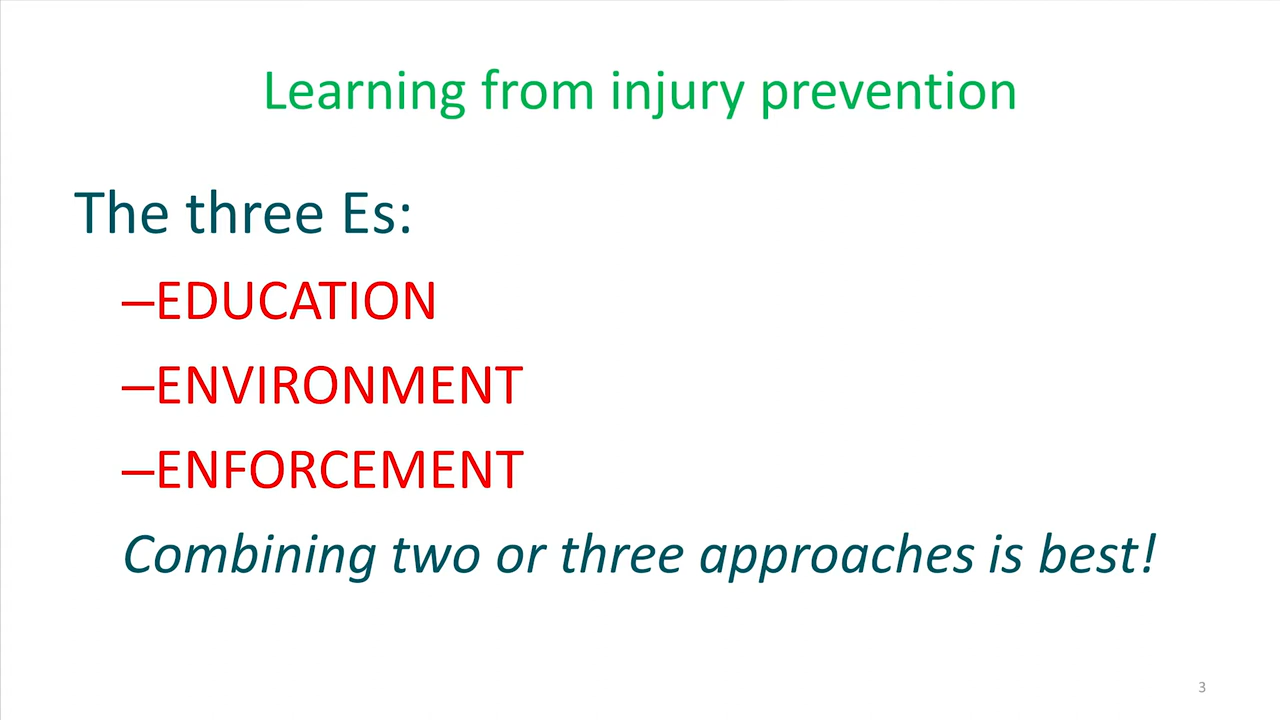 Learning from injury prevention
The three Es:
–EDUCATION
–ENVIRONMENT
–ENFORCEMENT
Combining two or three approaches is best!
3